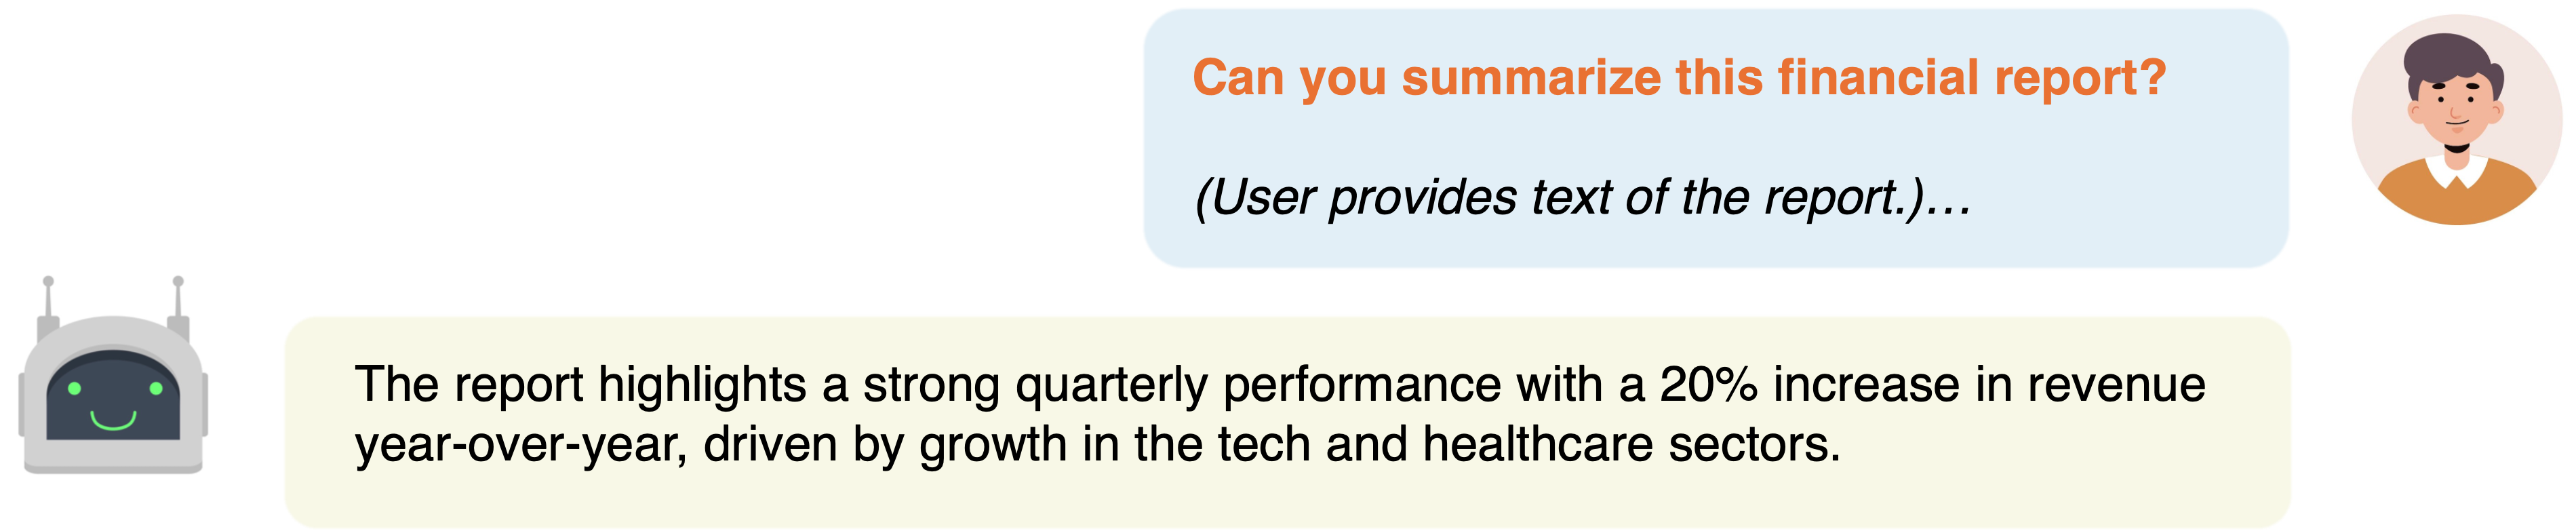 Can you summarize this financial report?
(User provides text of the report.)…
The report highlights a strong quarterly performance with a 20% increase in revenue
year-over-year, driven by growth in the tech and healthcare sectors.